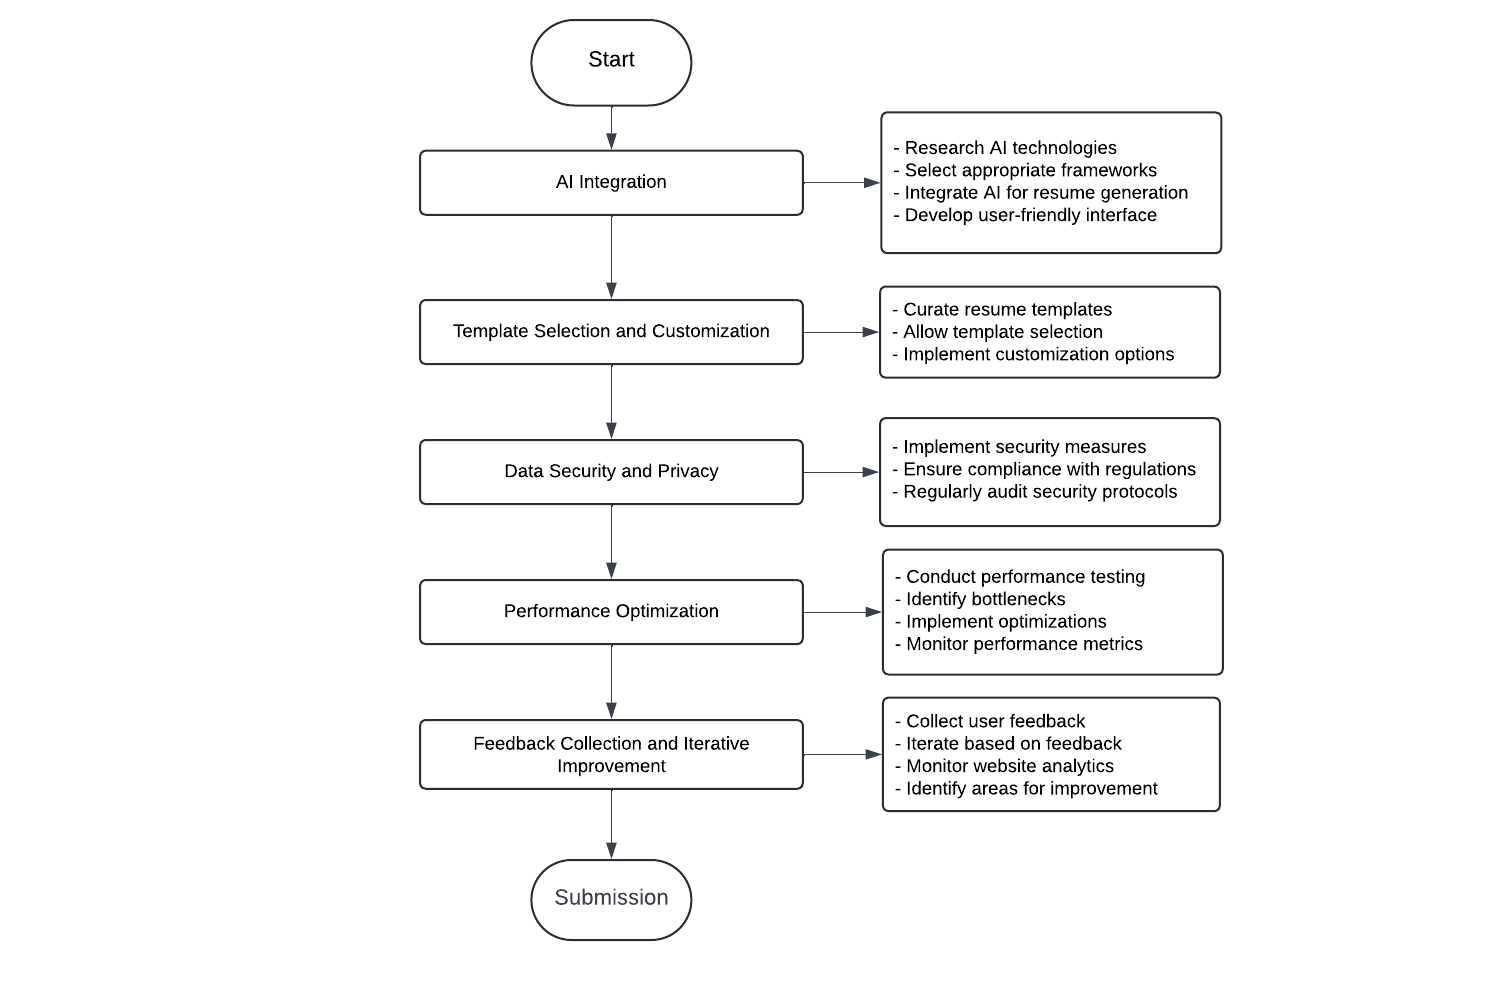 Start
AI Integration
- Research AI technologies
- Select appropriate frameworks
- Integrate AI for resume generation
- Develop user-friendly interface
Template Selection and Customization
- Curate resume templates
- Allow template selection
- Implement customization options
Data Security and Privacy
- Implement security measures
- Ensure compliance with regulations
- Regularly audit security protocols
Performance Optimization
- Conduct performance testing
- Identify bottlenecks
- Implement optimizations
- Monitor performance metrics
Feedback Collection and Iterative
Improvement
- Collect user feedback
- Iterate based on feedback
- Monitor website analytics
- Identify areas for improvement
Submission